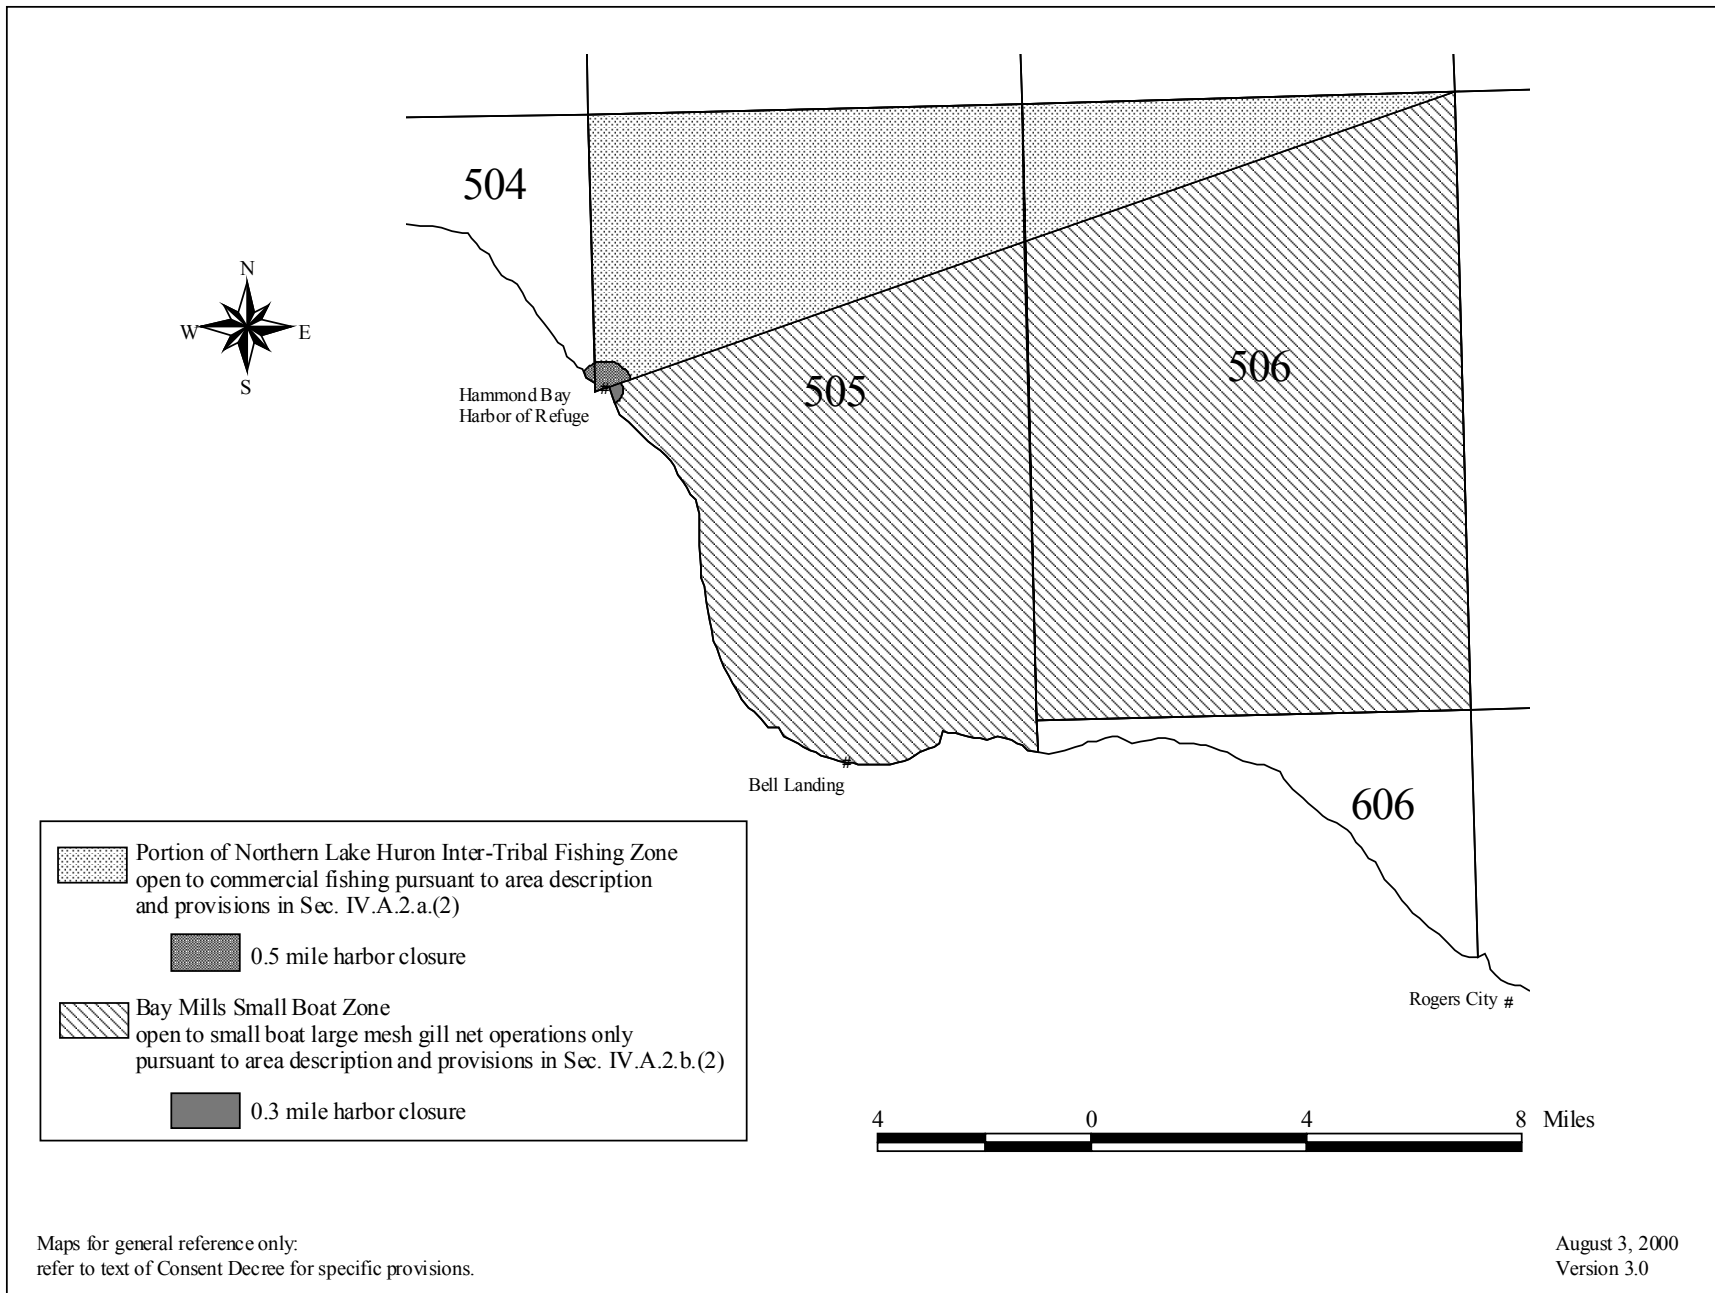 504
N
W
E
S
505
506
Hammond Bay
Harbor of Refuge #
#
Bell Landing
606
Rogers City #
Portion of Northern Lake Huron Inter-Tribal Fishing Zone
open to commercial fishing pursuant to area description
and provisions in Sec. IV.A.2.a.(2)
0.5 mile harbor closure
Bay Mills Small Boat Zone
open to small boat large mesh gill net operations only
pursuant to area description and provisions in Sec. IV.A.2.b.(2)
0.3 mile harbor closure
4 0 4 8 Miles
Maps for general reference only:
refer to text of Consent Decree for specific provisions.
August 3, 2000
Version 3.0